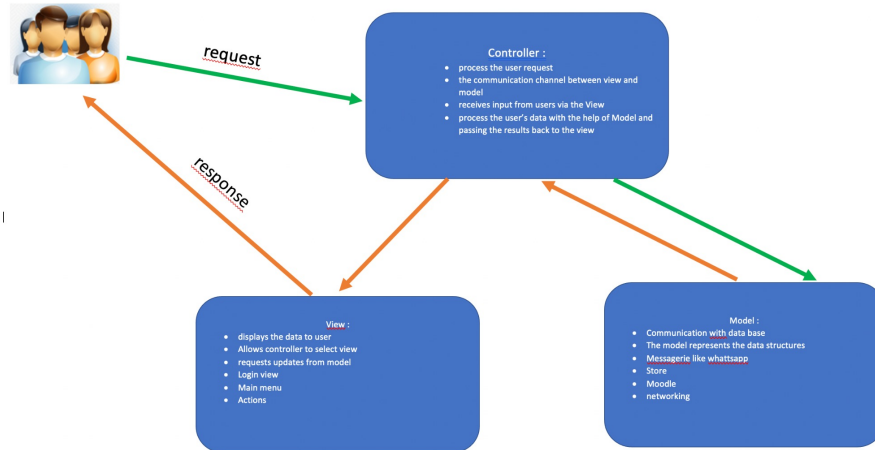 request
Controller :
• process the user request
• the communication channel between view and
model
• receives input from users via the View
• process the user's data with the help of Model and
passing the results back to the view
response
View :
• displays the data to user
• Allows controller to select view
• requests updates from model
• Login view
• Main menu
• Actions
Model :
• Communication with data base
• The model represents the data structures
• Messagerie like whattsapp
• Store
• Moodle
• networking